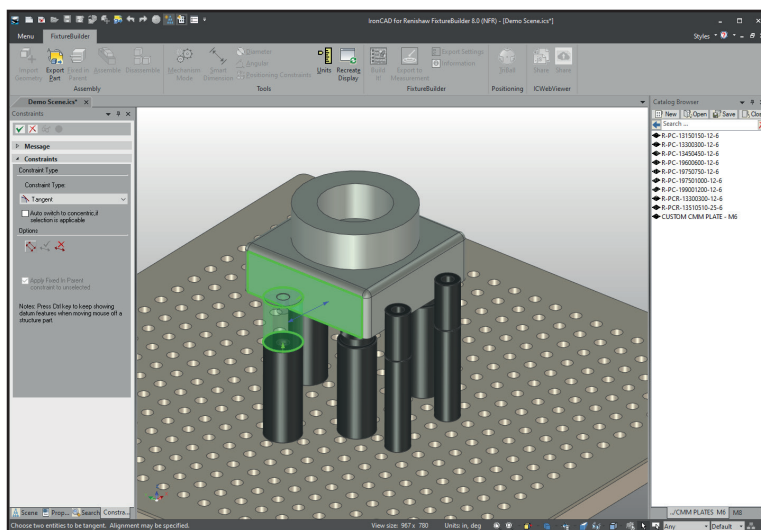 IronCAD for Renishaw FixtureBuilder 8.0 (NFR) - [Demo Scene.ics*]
Menu FixtureBuilder Styles
Import Geometry
Export Part
Fixed in Parent
Assemble
Disassemble
Mechanism Mode
Smart Dimension
Diameter
Angular
Positioning Constraints
Units
Recreate Display
Build It!
Export to Measurement
Export Settings
Information
Share Share
Assembly Tools FixtureBuilder Positioning ICWebViewer
Demo Scene.ics* X
Constraints
Message
Constraints
Constraint Type
Constraint Type:
Tangent
Auto switch to concentric,if
selection is applicable
Options
Apply Fixed In Parent
constraint to unselected
Notes: Press Ctrl key to keep showing
datum features when moving mouse off a
structure part.
Catalog Browser
New Open Save Close
Search ...
R-PC-13150150-12-6
R-PC-13300300-12-6
R-PC-13450450-12-6
R-PC-19600600-12-6
R-PC-19750750-12-6
R-PC-197501000-12-6
R-PC-199001200-12-6
R-PCR-13300300-12-6
R-PCR-13510510-25-6
CUSTOM CMM PLATE - M6
Scene Prop... Search Constra...
.../CMM PLATES M6 M8
Choose two entities to be tangent. Alignment may be specified. View size: 967 x 780 Units: in, deg Any Default